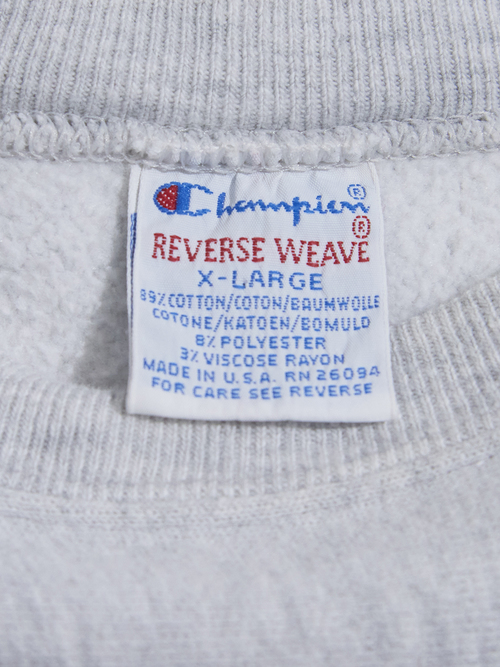 Champion®
®
REVERSE WEAVE
X-LARGE
89% COTTON/COTON/BAUMWOLLE
COTONE/KATOEN/BOMULD
8% POLYESTER
3% VISCOSE RAYON
MADE IN U.S.A. RN 26094
FOR CARE SEE REVERSE